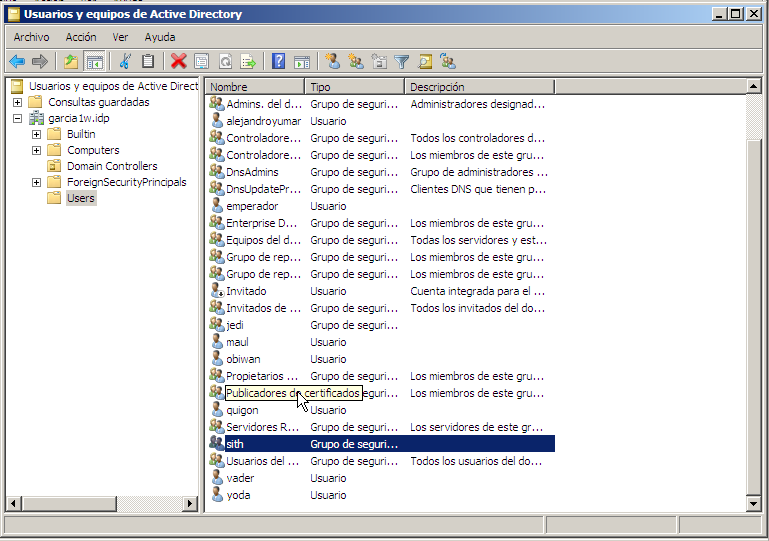 Usuarios y equipos de Active Directory
Archivo Acción Ver Ayuda
Usuarios y equipos de Active Direct
Consultas guardadas
garcia1w.idp
Builtin
Computers
Domain Controllers
ForeignSecurityPrincipals
Users
Nombre Tipo Descripción
Admins. del d... Grupo de seguri... Administradores designad...
alejandroyumar Usuario
Controladore... Grupo de seguri... Todos los controladores d...
Controladore... Grupo de seguri... Los miembros de este gru...
DnsAdmins Grupo de seguri... Grupo de administradores ...
DnsUpdatePr... Grupo de seguri... Clientes DNS que tienen p...
emperador Usuario
Enterprise D... Grupo de seguri... Los miembros de este gru...
Equipos del d... Grupo de seguri... Todas los servidores y est...
Grupo de rep... Grupo de seguri... Los miembros de este gru...
Grupo de rep... Grupo de seguri... Los miembros de este gru...
Invitado Usuario Cuenta integrada para el ...
Invitados de ... Grupo de seguri... Todos los invitados del do...
jedi Grupo de seguri...
maul Usuario
obiwan Usuario
Propietarios ... Grupo de seguri... Los miembros de este gru...
Publicadores de certificados eguri... Los miembros de este gru...
quigon Usuario
Servidores R... Grupo de seguri... Los servidores de este gr...
sith Grupo de seguri...
Usuarios del ... Grupo de seguri... Todos los usuarios del do...
vader Usuario
yoda Usuario